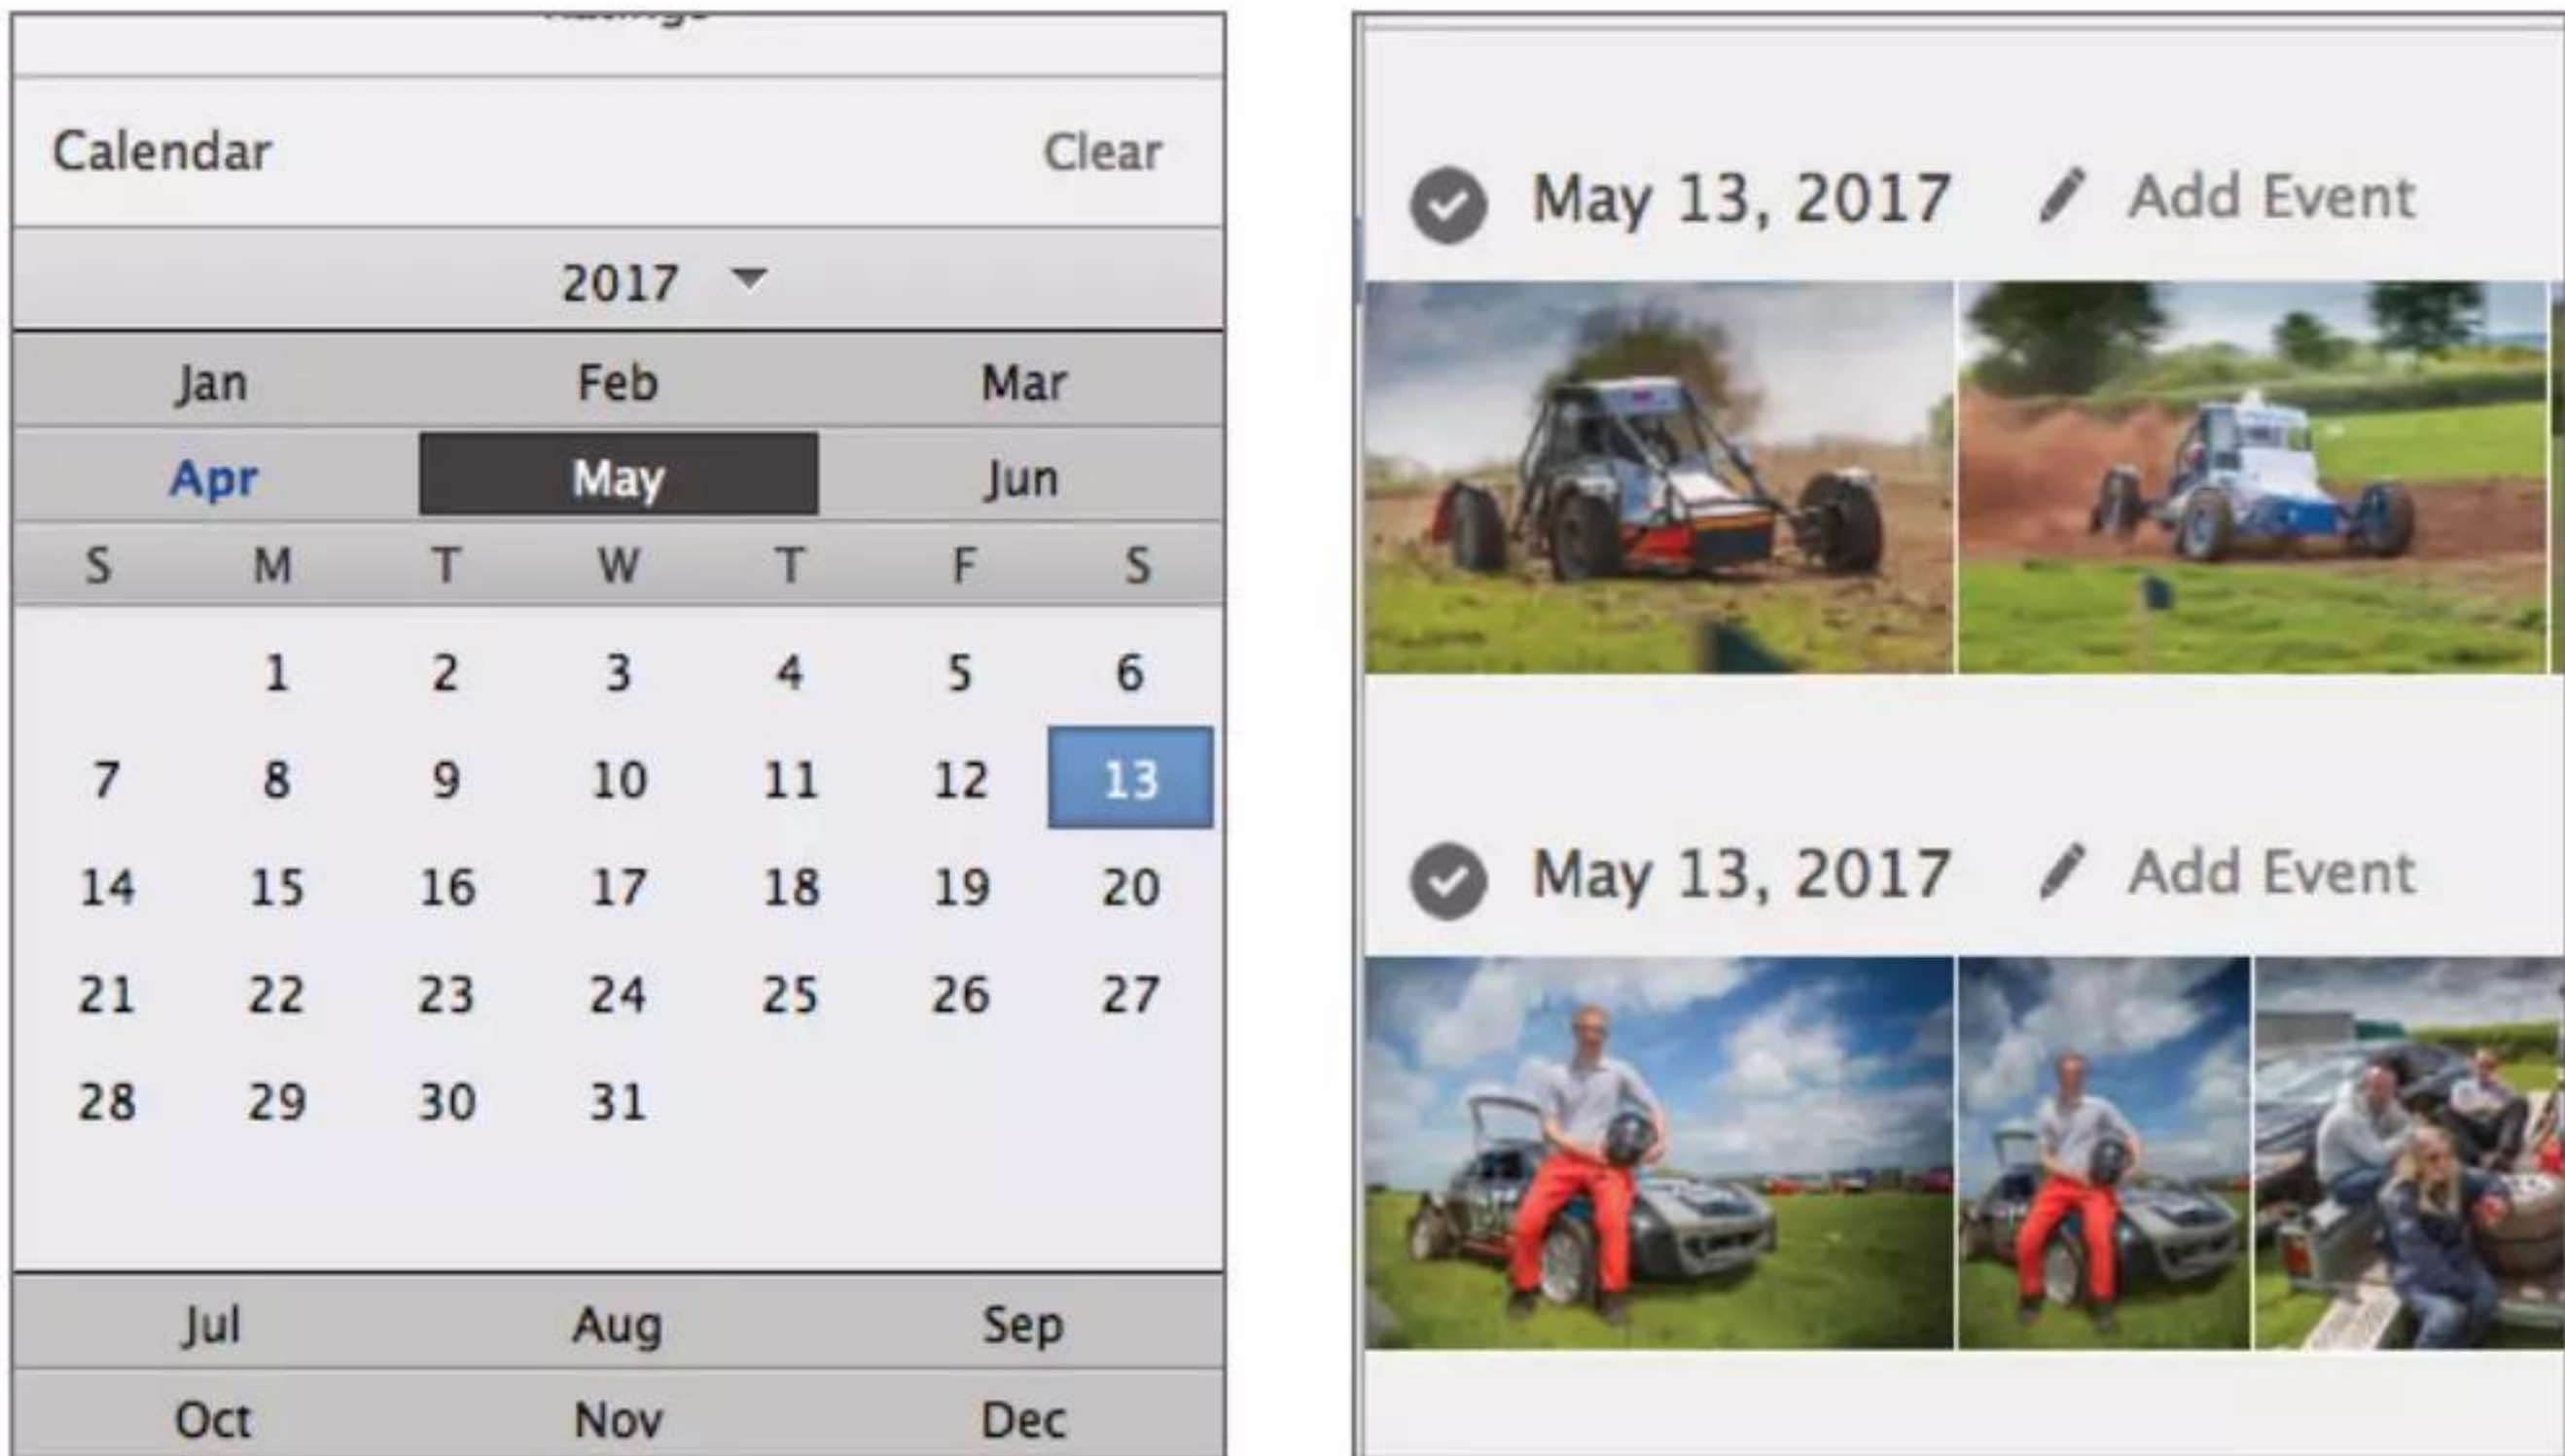 Calendar Clear
2017
Jan Feb Mar
Apr May Jun
S M T W T F S
1 2 3 4 5 6
7 8 9 10 11 12 13
14 15 16 17 18 19 20
21 22 23 24 25 26 27
28 29 30 31
Jul Aug Sep
Oct Nov Dec
May 13, 2017 Add Event
May 13, 2017 Add Event